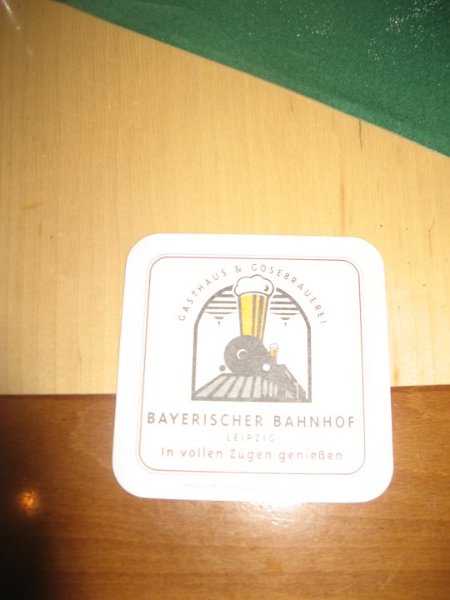 GASTHAUS & GOSEBRAUEREI
BAYERISCHER BAHNHOF
LEIPZIG
In vollen Zügen genießen